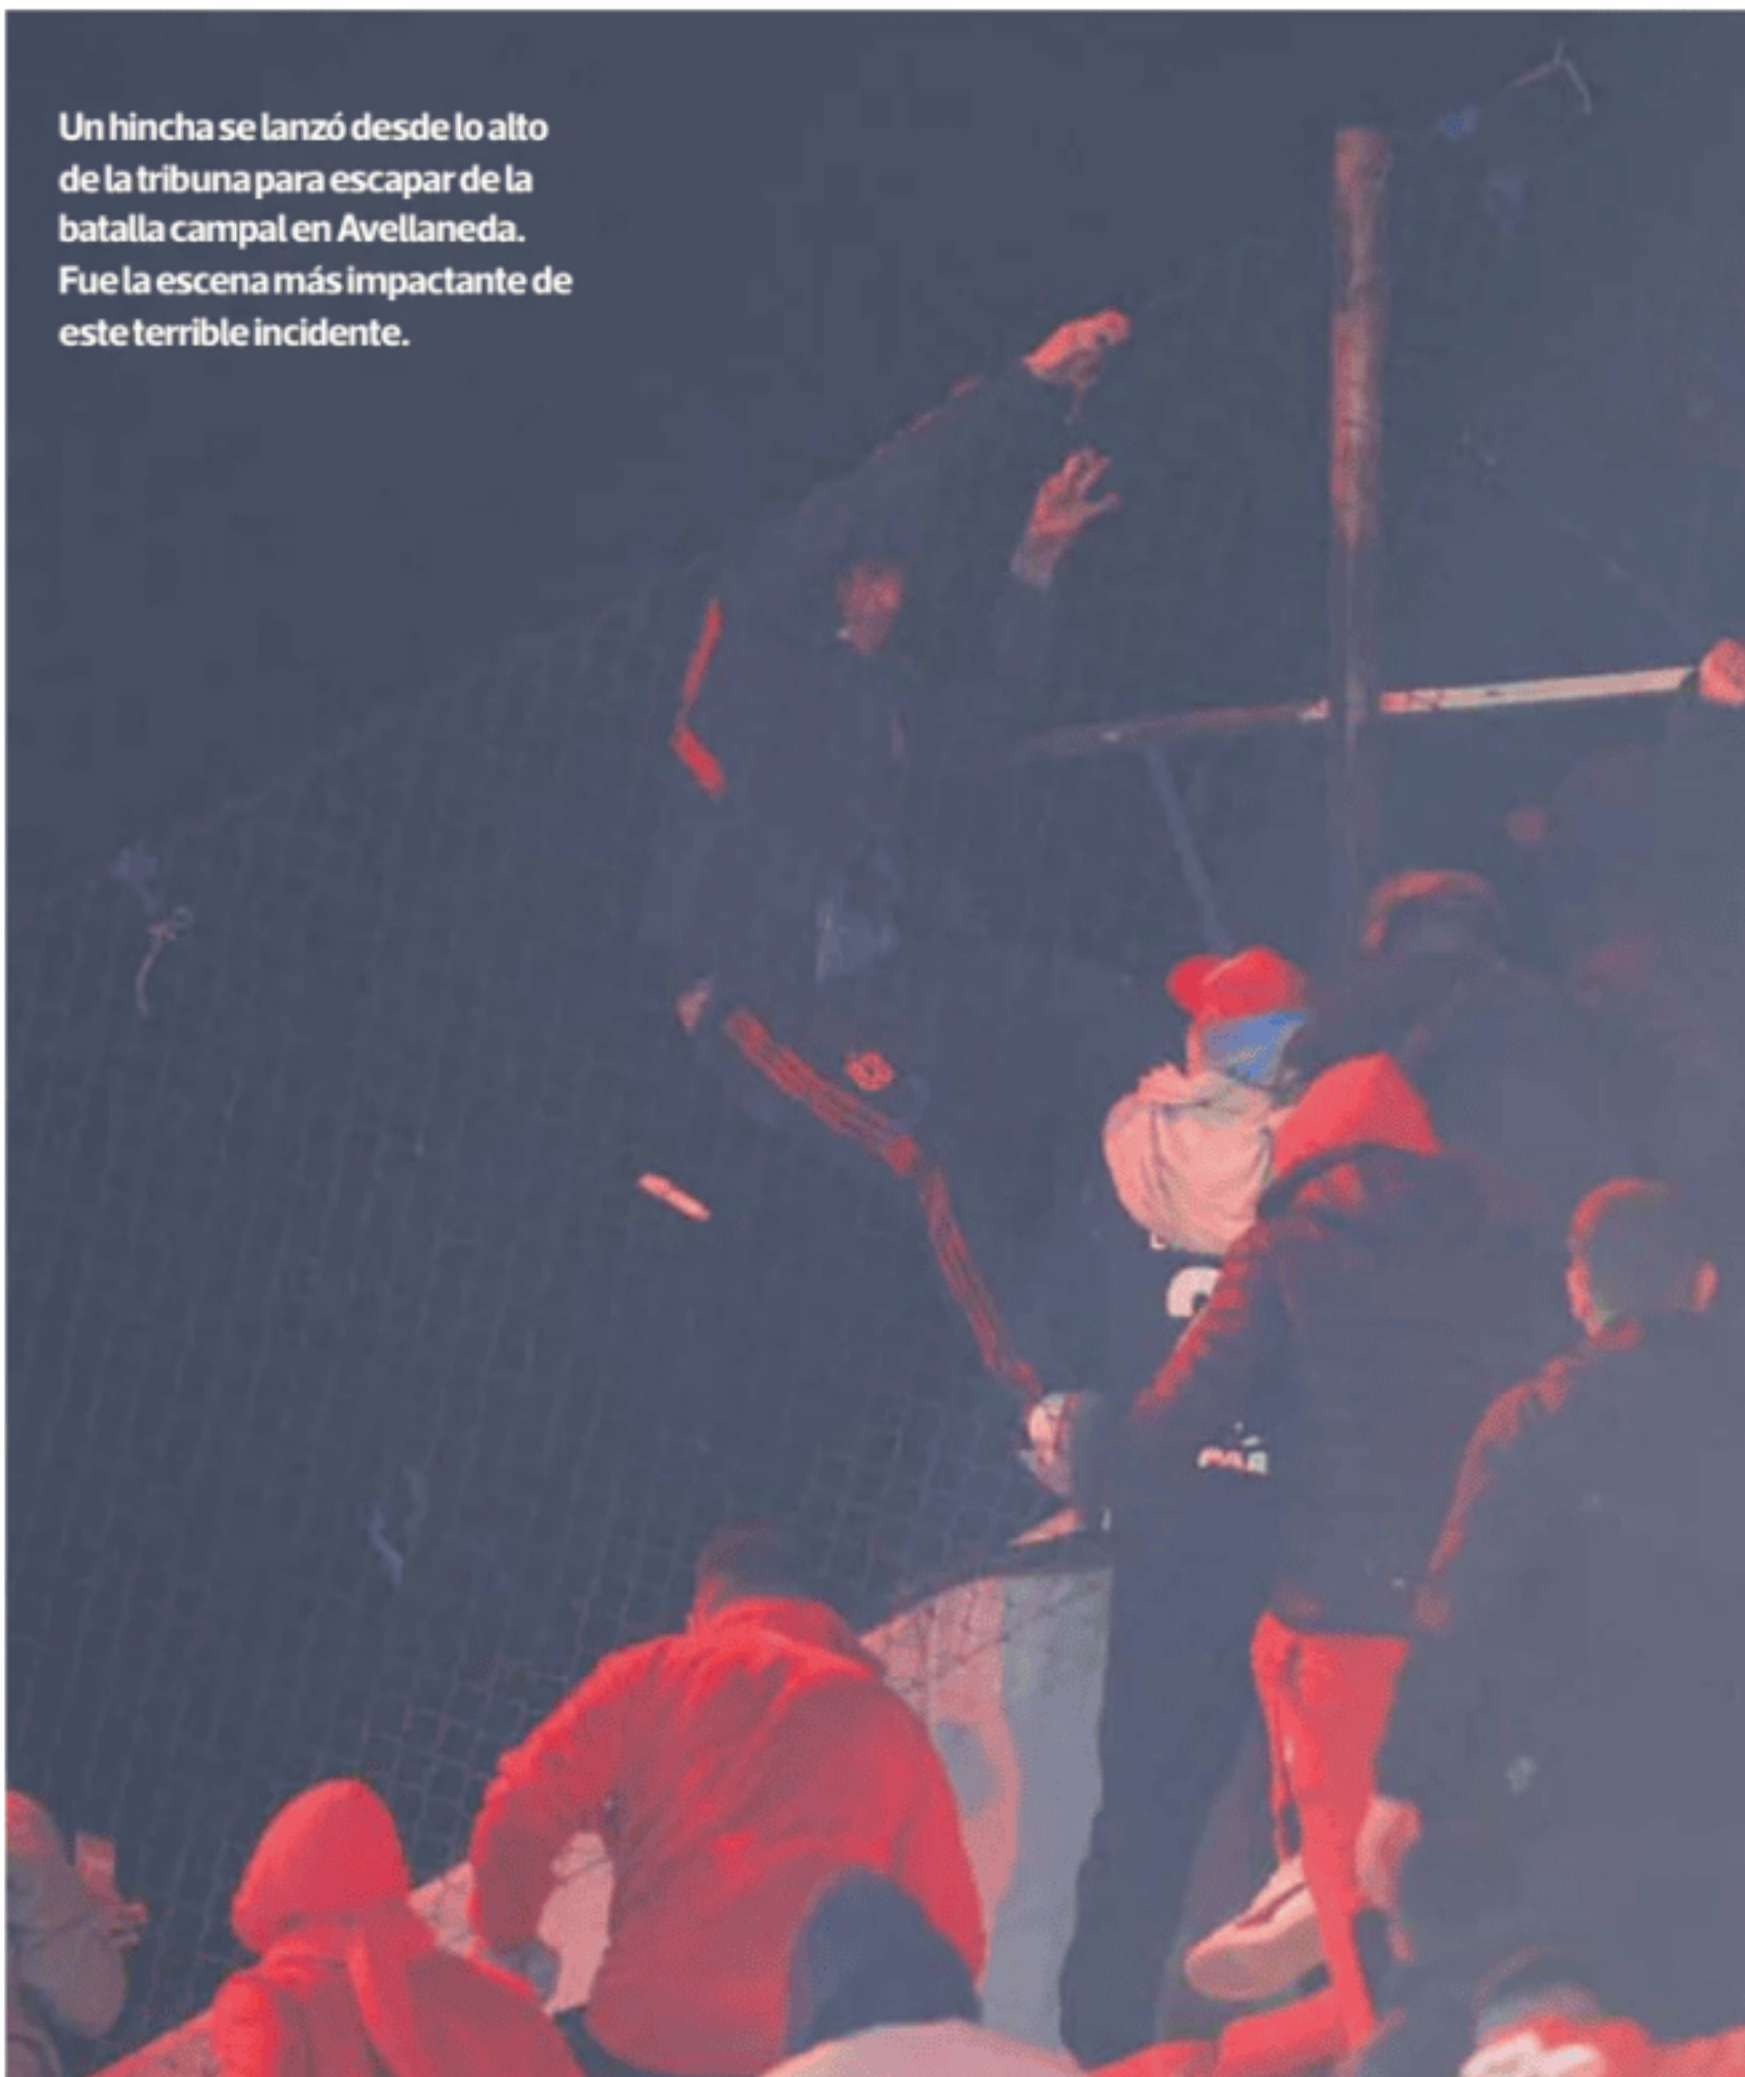 Un hincha se lanzó desde lo alto
de la tribuna para escapar de la
batalla campal en Avellaneda.
Fue la escena más impactante de
este terrible incidente.